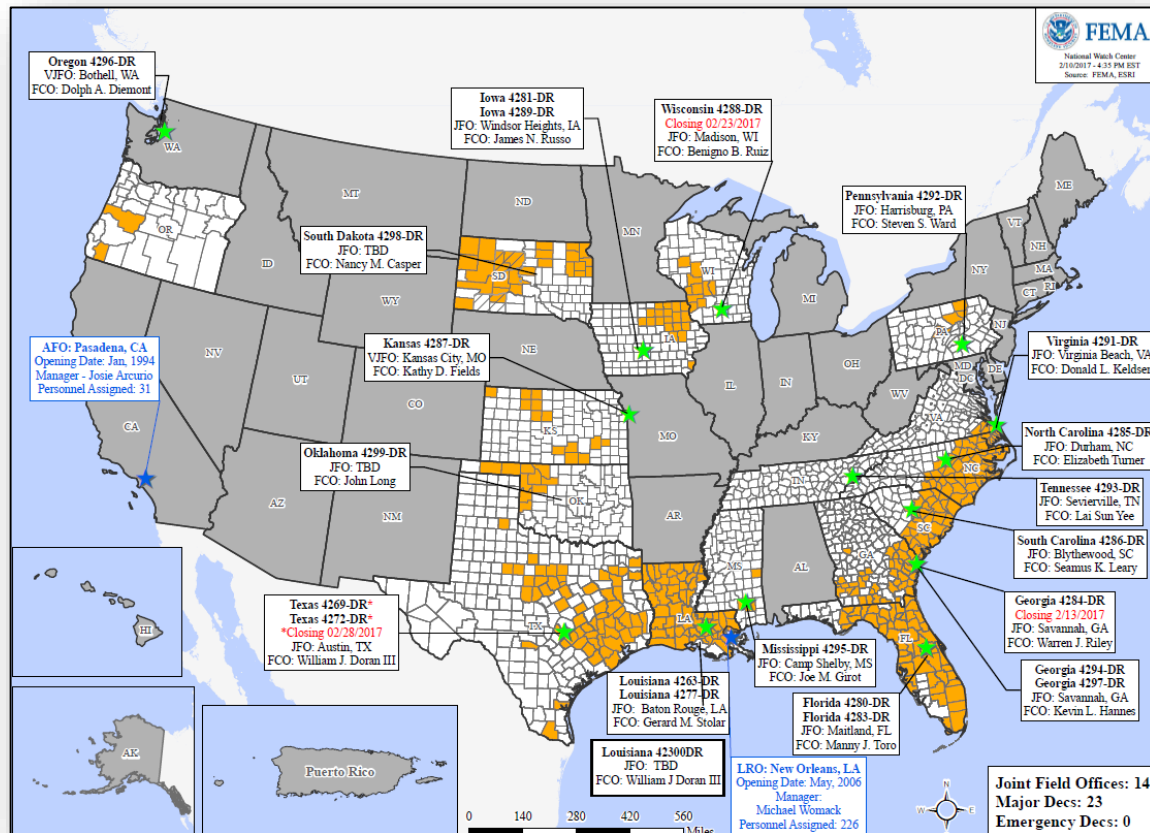 FEMA
National Watch Center
2/10/2017 - 4:35 PM EST
Source: FEMA, ESRI
Oregon 4296-DR
VJFO: Bothell, WA
FCO: Dolph A. Diemont
Iowa 4281-DR
Iowa 4289-DR
JFO: Windsor Heights, IA
FCO: James N. Russo
Wisconsin 4288-DR
Closing 02/23/2017
JFO: Madison, WI
FCO: Benigno B. Ruiz
Pennsylvania 4292-DR
JFO: Harrisburg, PA
FCO: Steven S. Ward
South Dakota 4298-DR
JFO: TBD
FCO: Nancy M. Casper
AFO: Pasadena, CA
Opening Date: Jan, 1994
Manager - Josie Arcurio
Personnel Assigned: 31
Kansas 4287-DR
VJFO: Kansas City, MO
FCO: Kathy D. Fields
Virginia 4291-DR
JFO: Virginia Beach, VA
FCO: Donald L. Keldsen
North Carolina 4285-DR
JFO: Durham, NC
FCO: Elizabeth Turner
Oklahoma 4299-DR
JFO: TBD
FCO: John Long
Tennessee 4293-DR
JFO: Sevierville, TN
FCO: Lai Sun Yee
South Carolina 4286-DR
JFO: Blythewood, SC
FCO: Seamus K. Leary
Georgia 4284-DR
Closing 2/13/2017
JFO: Savannah, GA
FCO: Warren J. Riley
Texas 4269-DR*
Texas 4272-DR*
*Closing 02/28/2017
JFO: Austin, TX
FCO: William J. Doran III
Mississippi 4295-DR
JFO: Camp Shelby, MS
FCO: Joe M. Girot
Georgia 4294-DR
Georgia 4297-DR
JFO: Savannah, GA
FCO: Kevin L. Hannes
Louisiana 4263-DR
Louisiana 4277-DR
JFO: Baton Rouge, LA
FCO: Gerard M. Stolar
Florida 4280-DR
Florida 4283-DR
JFO: Maitland, FL
FCO: Manny J. Toro
Louisiana 42300DR
JFO: TBD
FCO: William J Doran III
LRO: New Orleans, LA
Opening Date: May, 2006
Manager:
Michael Womack
Personnel Assigned: 226
Joint Field Offices: 14
Major Decs: 23
Emergency Decs: 0
WA
MT
ND
MN
ME
VT
NH
OR
ID
SD
WI
NY
MA
RI
CT
WY
MI
IA
PA
NJ
NV
NE
OH
MD
DE
DC
UT
IL
IN
WV
VA
CA
CO
KS
MO
KY
NC
TN
AZ
NM
OK
AR
SC
MS
AL
GA
TX
LA
FL
HI
AK
Puerto Rico
N
W
E
S
0
140
280
420
560
Miles